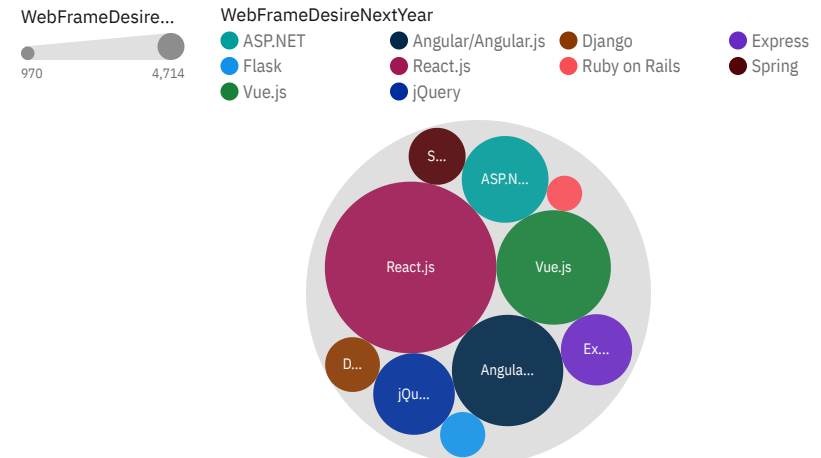 WebFrameDesire...
970
4,714
WebFrameDesireNextYear
ASP.NET
Angular/Angular.js
Django
Express
Flask
React.js
Ruby on Rails
Spring
Vue.js
jQuery
S...
ASP.N...
React.js
Vue.js
Ex...
D...
Angula...
jQu...